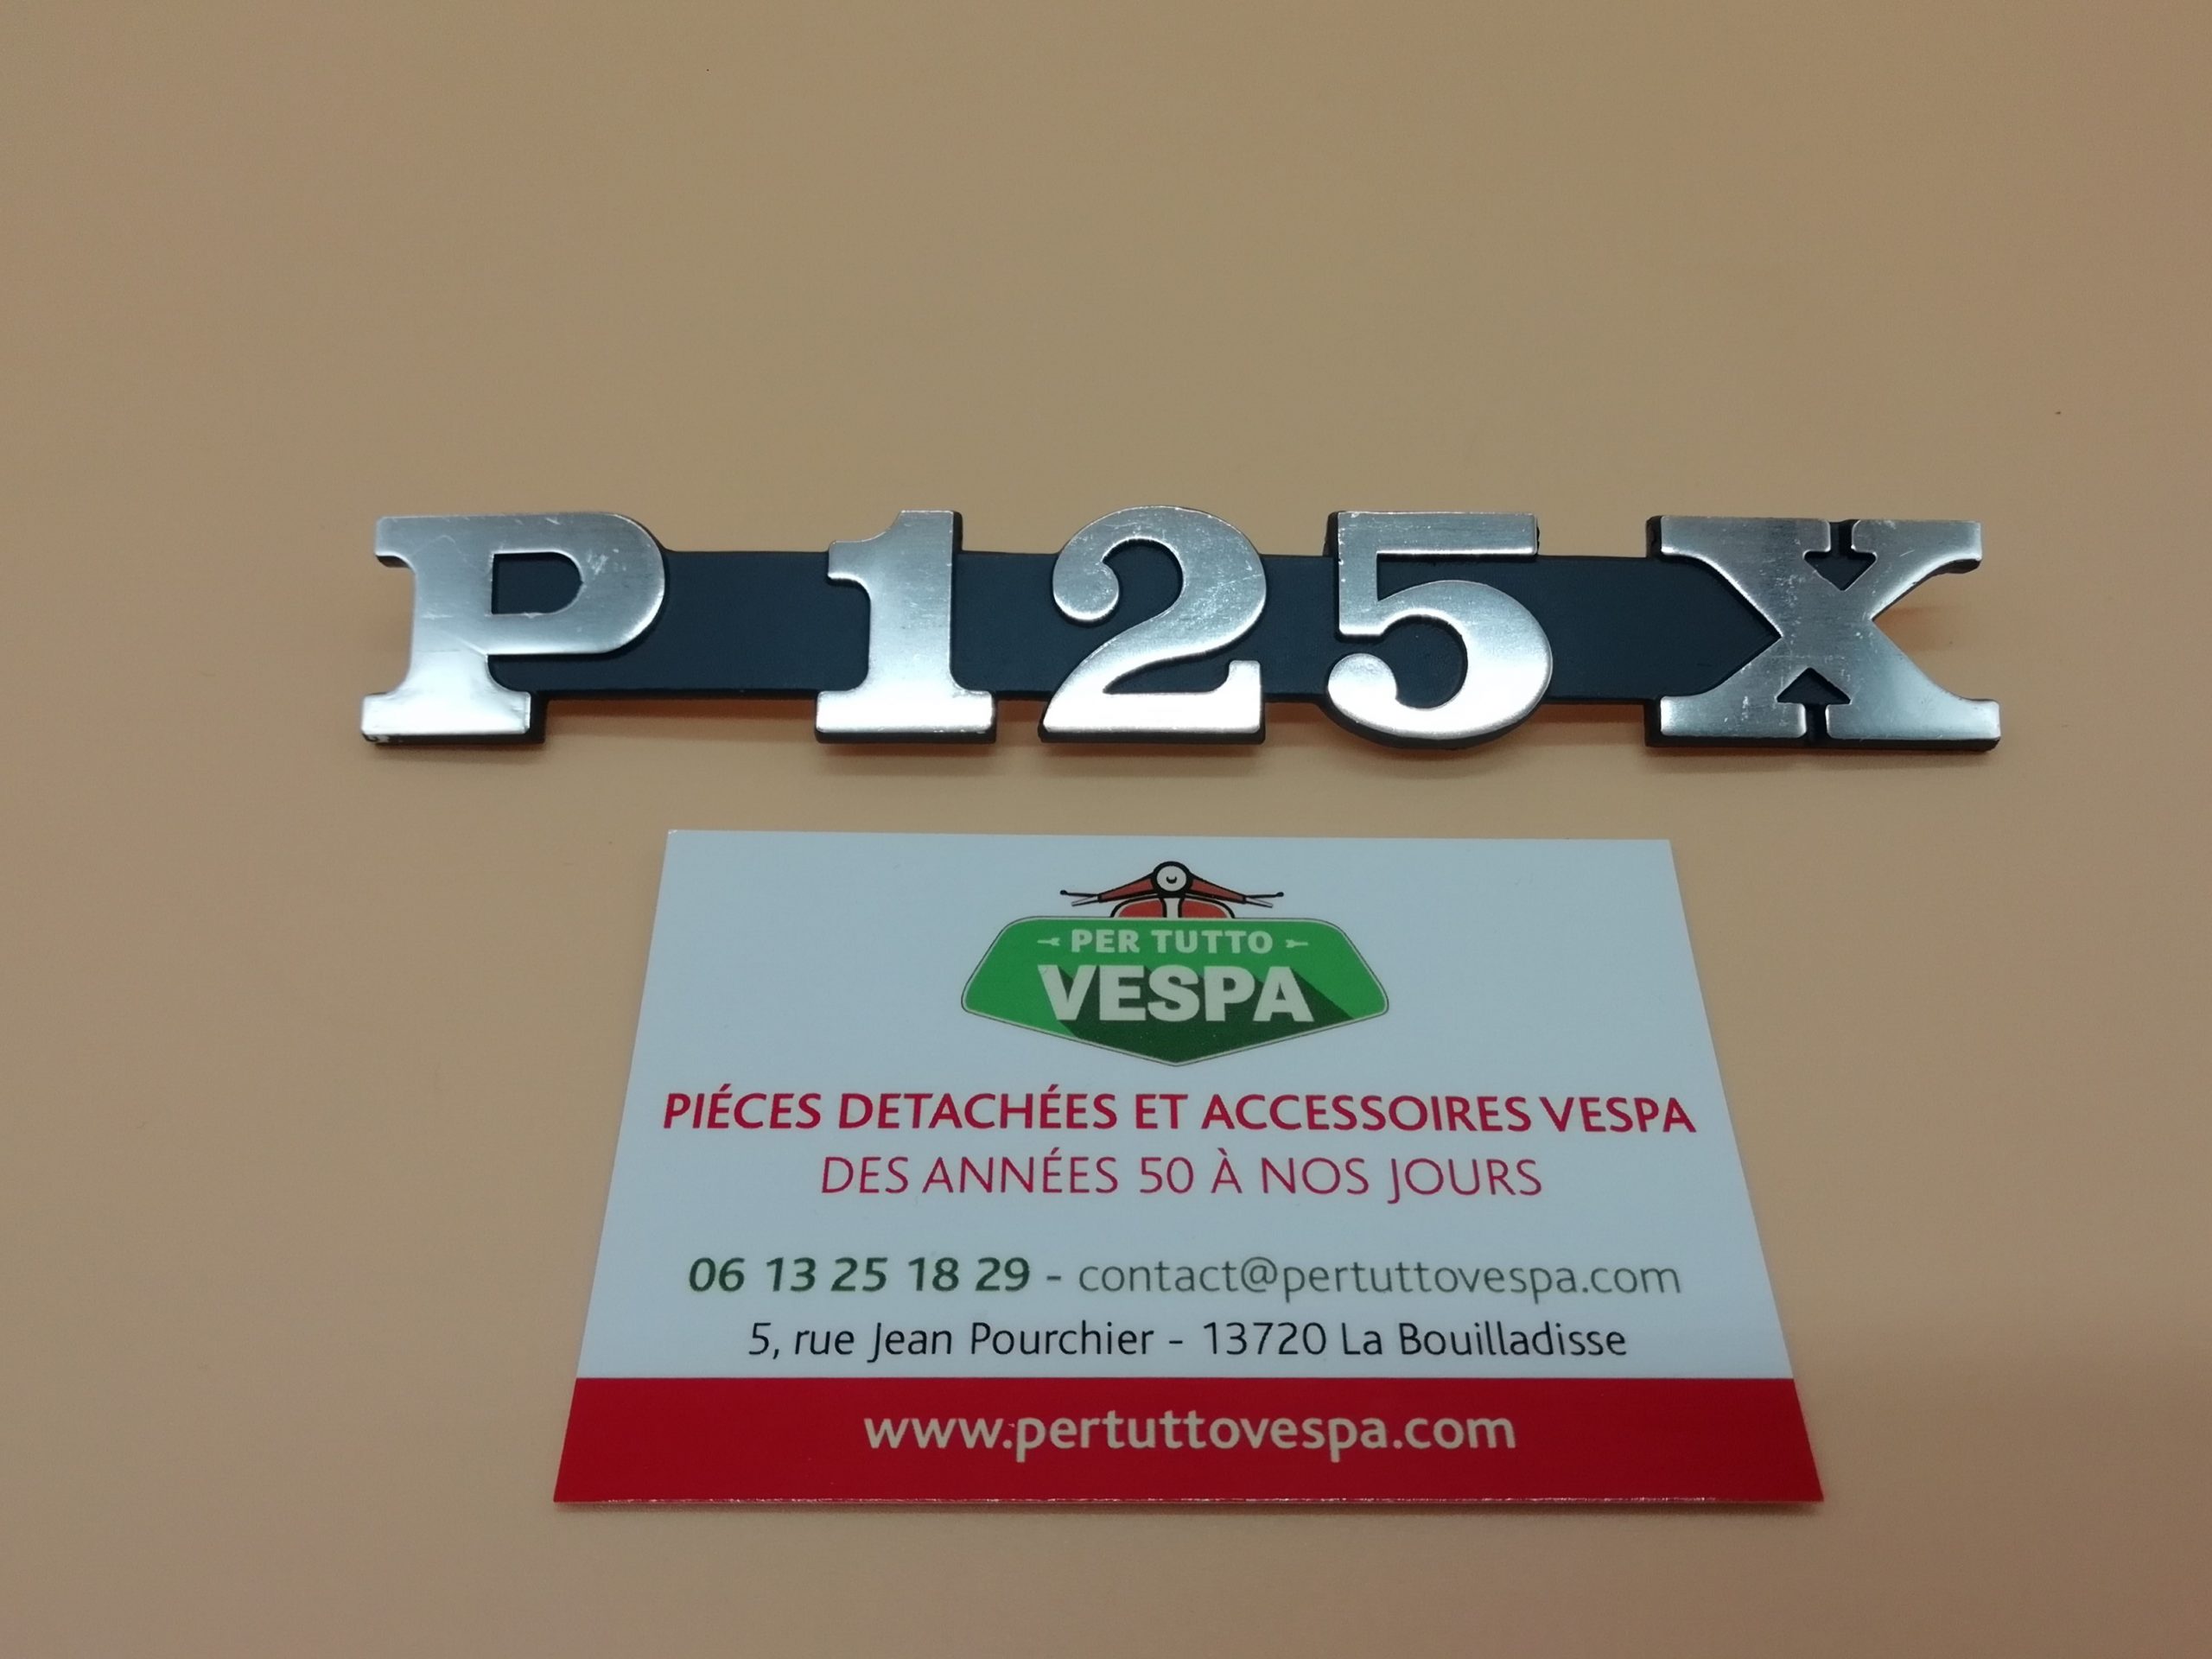 P 125 X
PER TUTTO
VESPA
PIÉCES DETACHÉES ET ACCESSOIRES VESPA
DES ANNÉES 50 À NOS JOURS
06 13 25 18 29 - contact@pertuttovespa.com
5, rue Jean Pourchier - 13720 La Bouilladisse
www.pertuttovespa.com